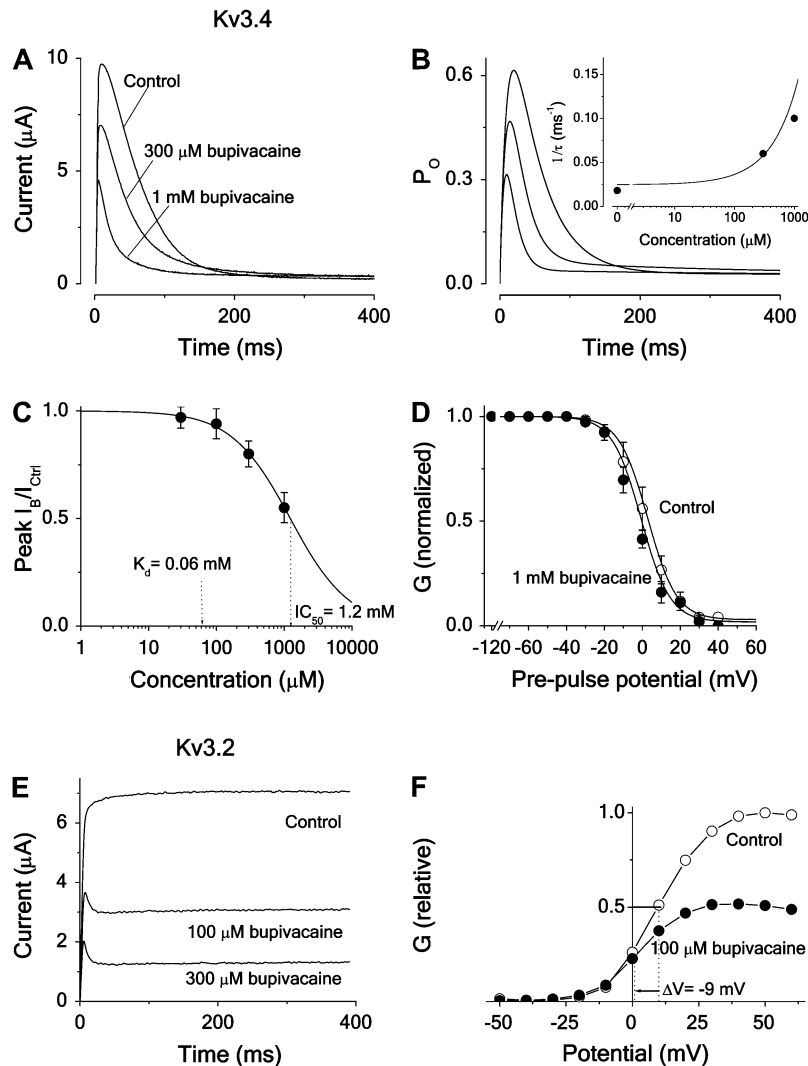 Kv3.4
A
Current (μA)
10
5
0
Control
300 μM bupivacaine
1 mM bupivacaine
0
200
400
Time (ms)
B
P_O
0.6
0.3
0.0
0
200
400
Time (ms)
1/τ (ms⁻¹)
0.15
0.10
0.05
0.00
10
100
1000
Concentration (μM)
C
Peak I_B/I_Ctrl
1.0
0.5
0.0
K_d= 0.06 mM
IC_50= 1.2 mM
1
10
100
1000
10000
Concentration (μM)
D
G (normalized)
1.0
0.5
0.0
Control
1 mM bupivacaine
-120
-40
-20
0
20
40
60
Pre-pulse potential (mV)
Kv3.2
E
Current (μA)
6
4
2
0
Control
100 μM bupivacaine
300 μM bupivacaine
0
200
400
Time (ms)
F
G (relative)
1.0
0.5
Control
100 μM bupivacaine
ΔV= -9 mV
-50
-25
0
25
50
Potential (mV)